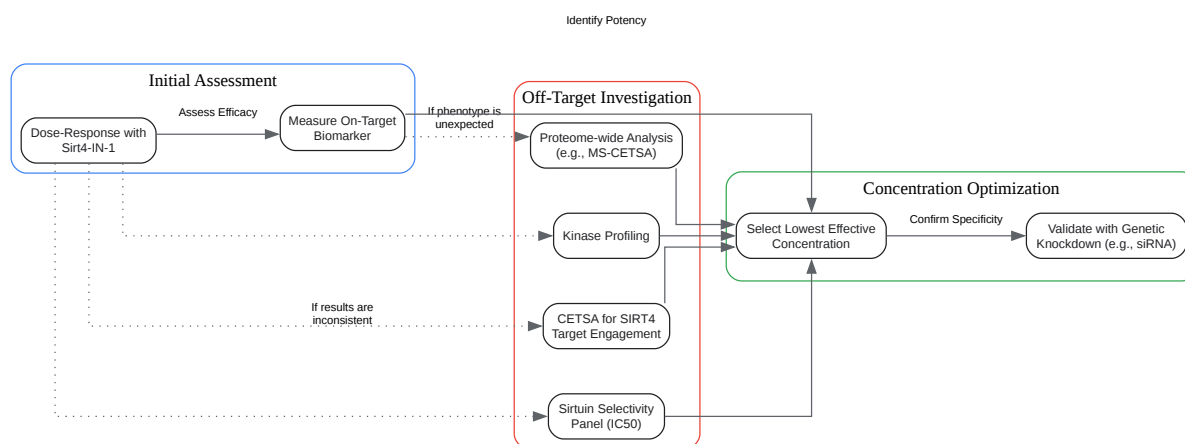 Identify Potency
Initial Assessment
Dose-Response with
Sirt4-IN-1
Assess Efficacy
Measure On-Target
Biomarker
If phenotype is
unexpected
If results are
inconsistent
Off-Target Investigation
Proteome-wide Analysis
(e.g., MS-CETSA)
Kinase Profiling
CETSA for SIRT4
Target Engagement
Sirtuin Selectivity
Panel (IC50)
Concentration Optimization
Select Lowest Effective
Concentration
Confirm Specificity
Validate with Genetic
Knockdown (e.g., siRNA)